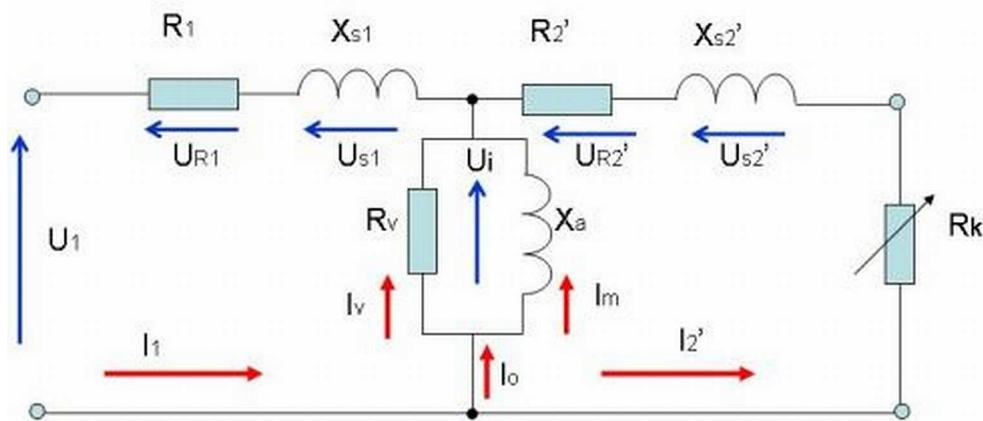 R1 Xs1 R2’ Xs2’
UR1 Us1 Ui UR2’ Us2’
U1 Rv Xa Rk
Iv Im
I1 Io I2’